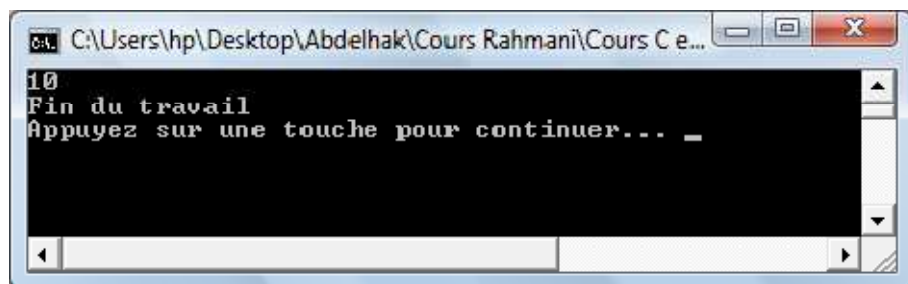 C:\Users\hp\Desktop\Abdelhak\Cours Rahmani\Cours C e...
10
Fin du travail
Appuyez sur une touche pour continuer... _